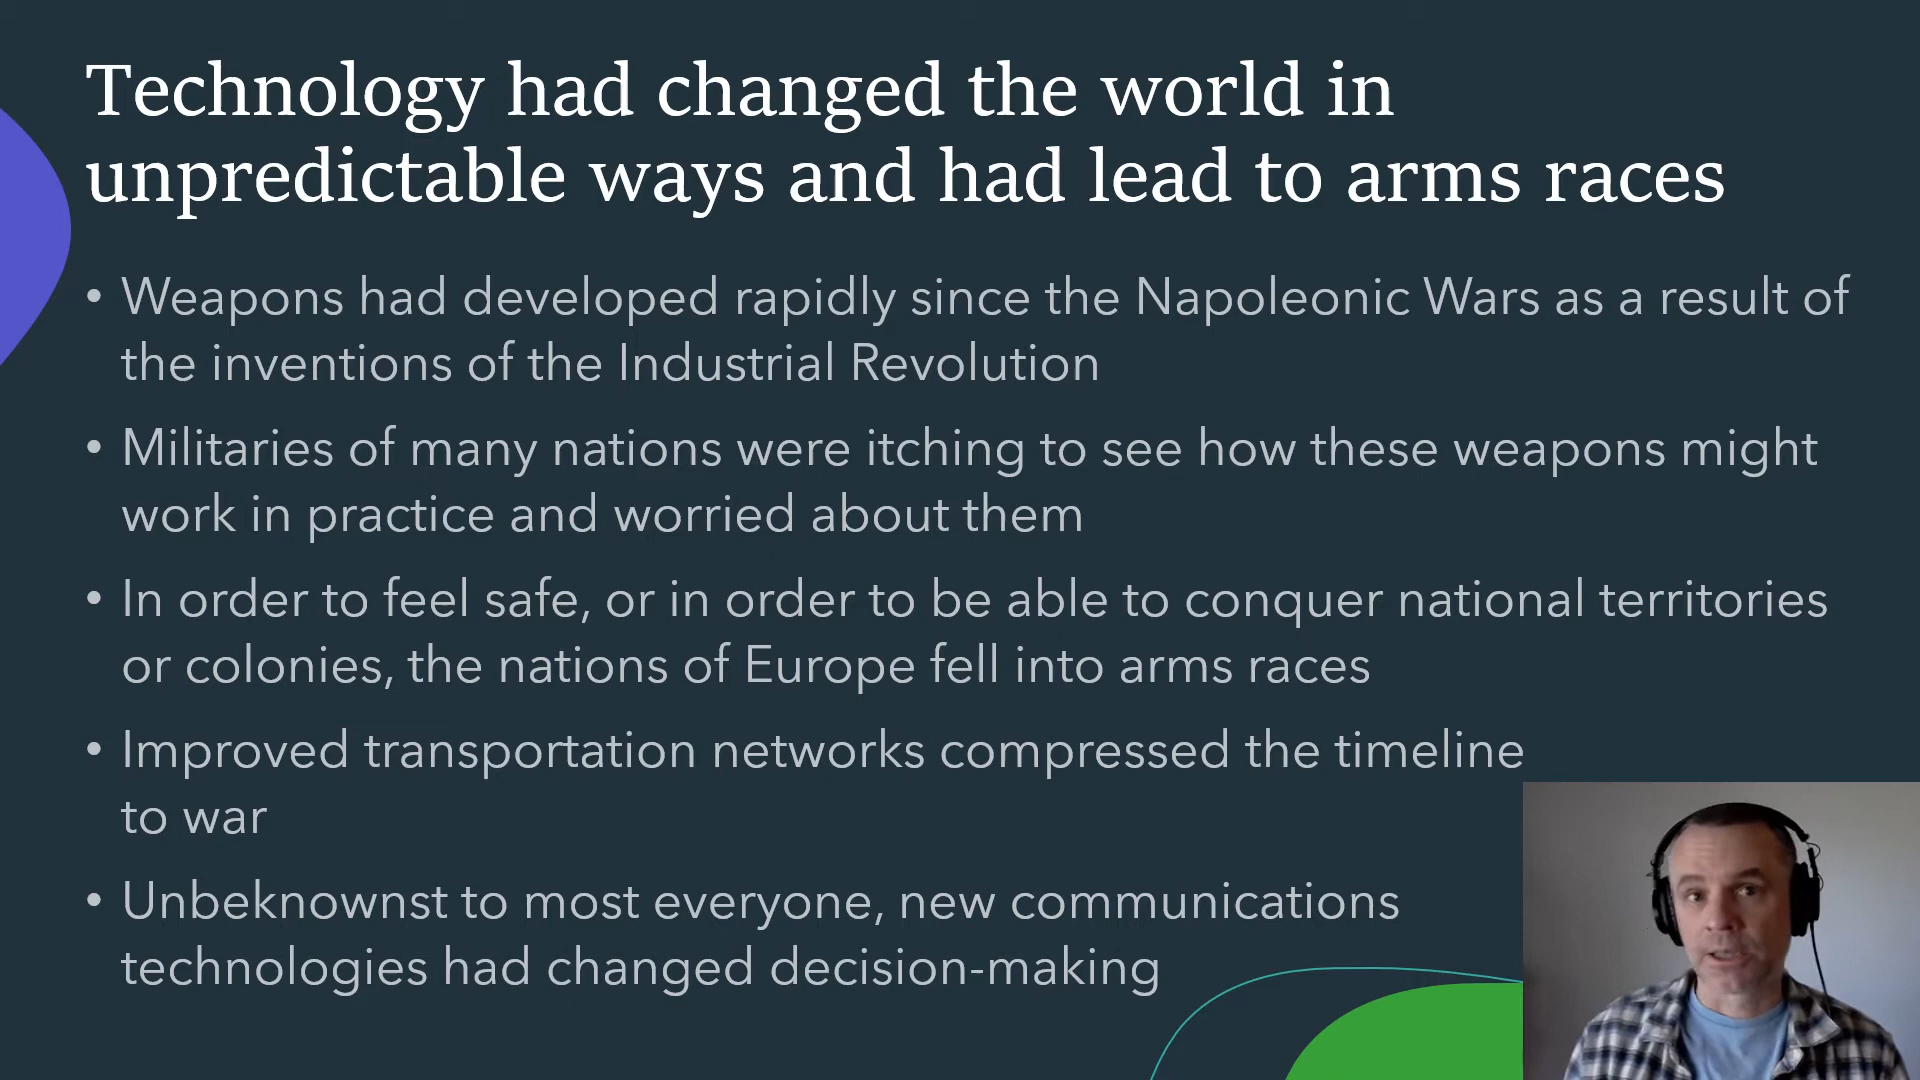 Technology had changed the world in
unpredictable ways and had lead to arms races
• Weapons had developed rapidly since the Napoleonic Wars as a result of
the inventions of the Industrial Revolution
• Militaries of many nations were itching to see how these weapons might
work in practice and worried about them
• In order to feel safe, or in order to be able to conquer national territories
or colonies, the nations of Europe fell into arms races
• Improved transportation networks compressed the timeline
to war
• Unbeknownst to most everyone, new communications
technologies had changed decision-making